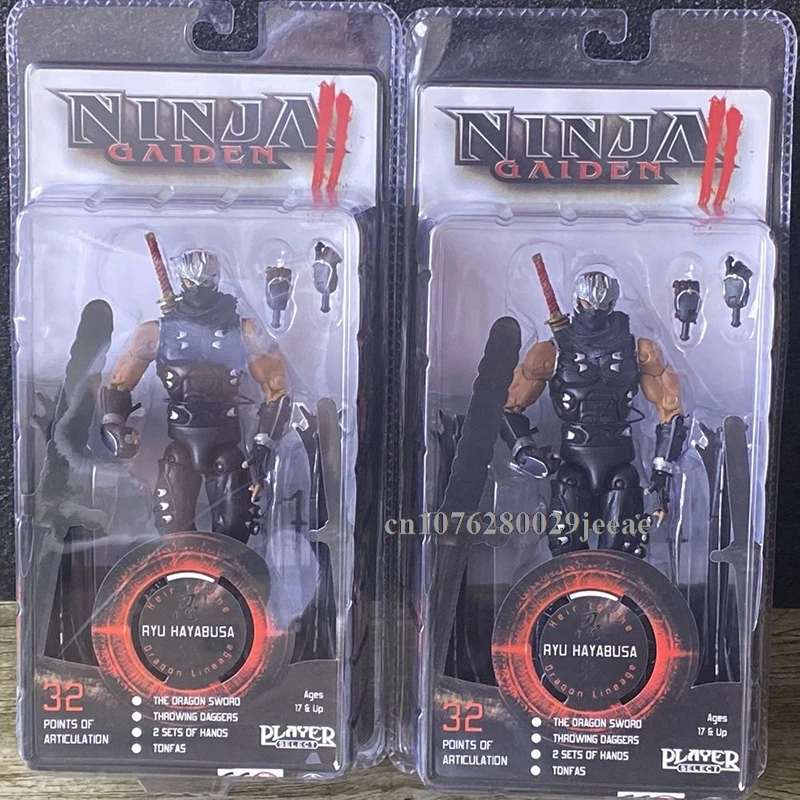 NINJA II
GAIDEN
NINJA II
GAIDEN
cn1076280029jeeae
Heir to the
RYU HAYABUSA
Dragon Lineage
32
POINTS OF
ARTICULATION
THE DRAGON SWORD
THROWING DAGGERS
2 SETS OF HANDS
TONFAS
Ages
17 & Up
PLAYER
SELECT
Heir to the
RYU HAYABUSA
Dragon Lineage
32
POINTS OF
ARTICULATION
THE DRAGON SWORD
THROWING DAGGERS
2 SETS OF HANDS
TONFAS
Ages
17 & Up
PLAYER
SELECT